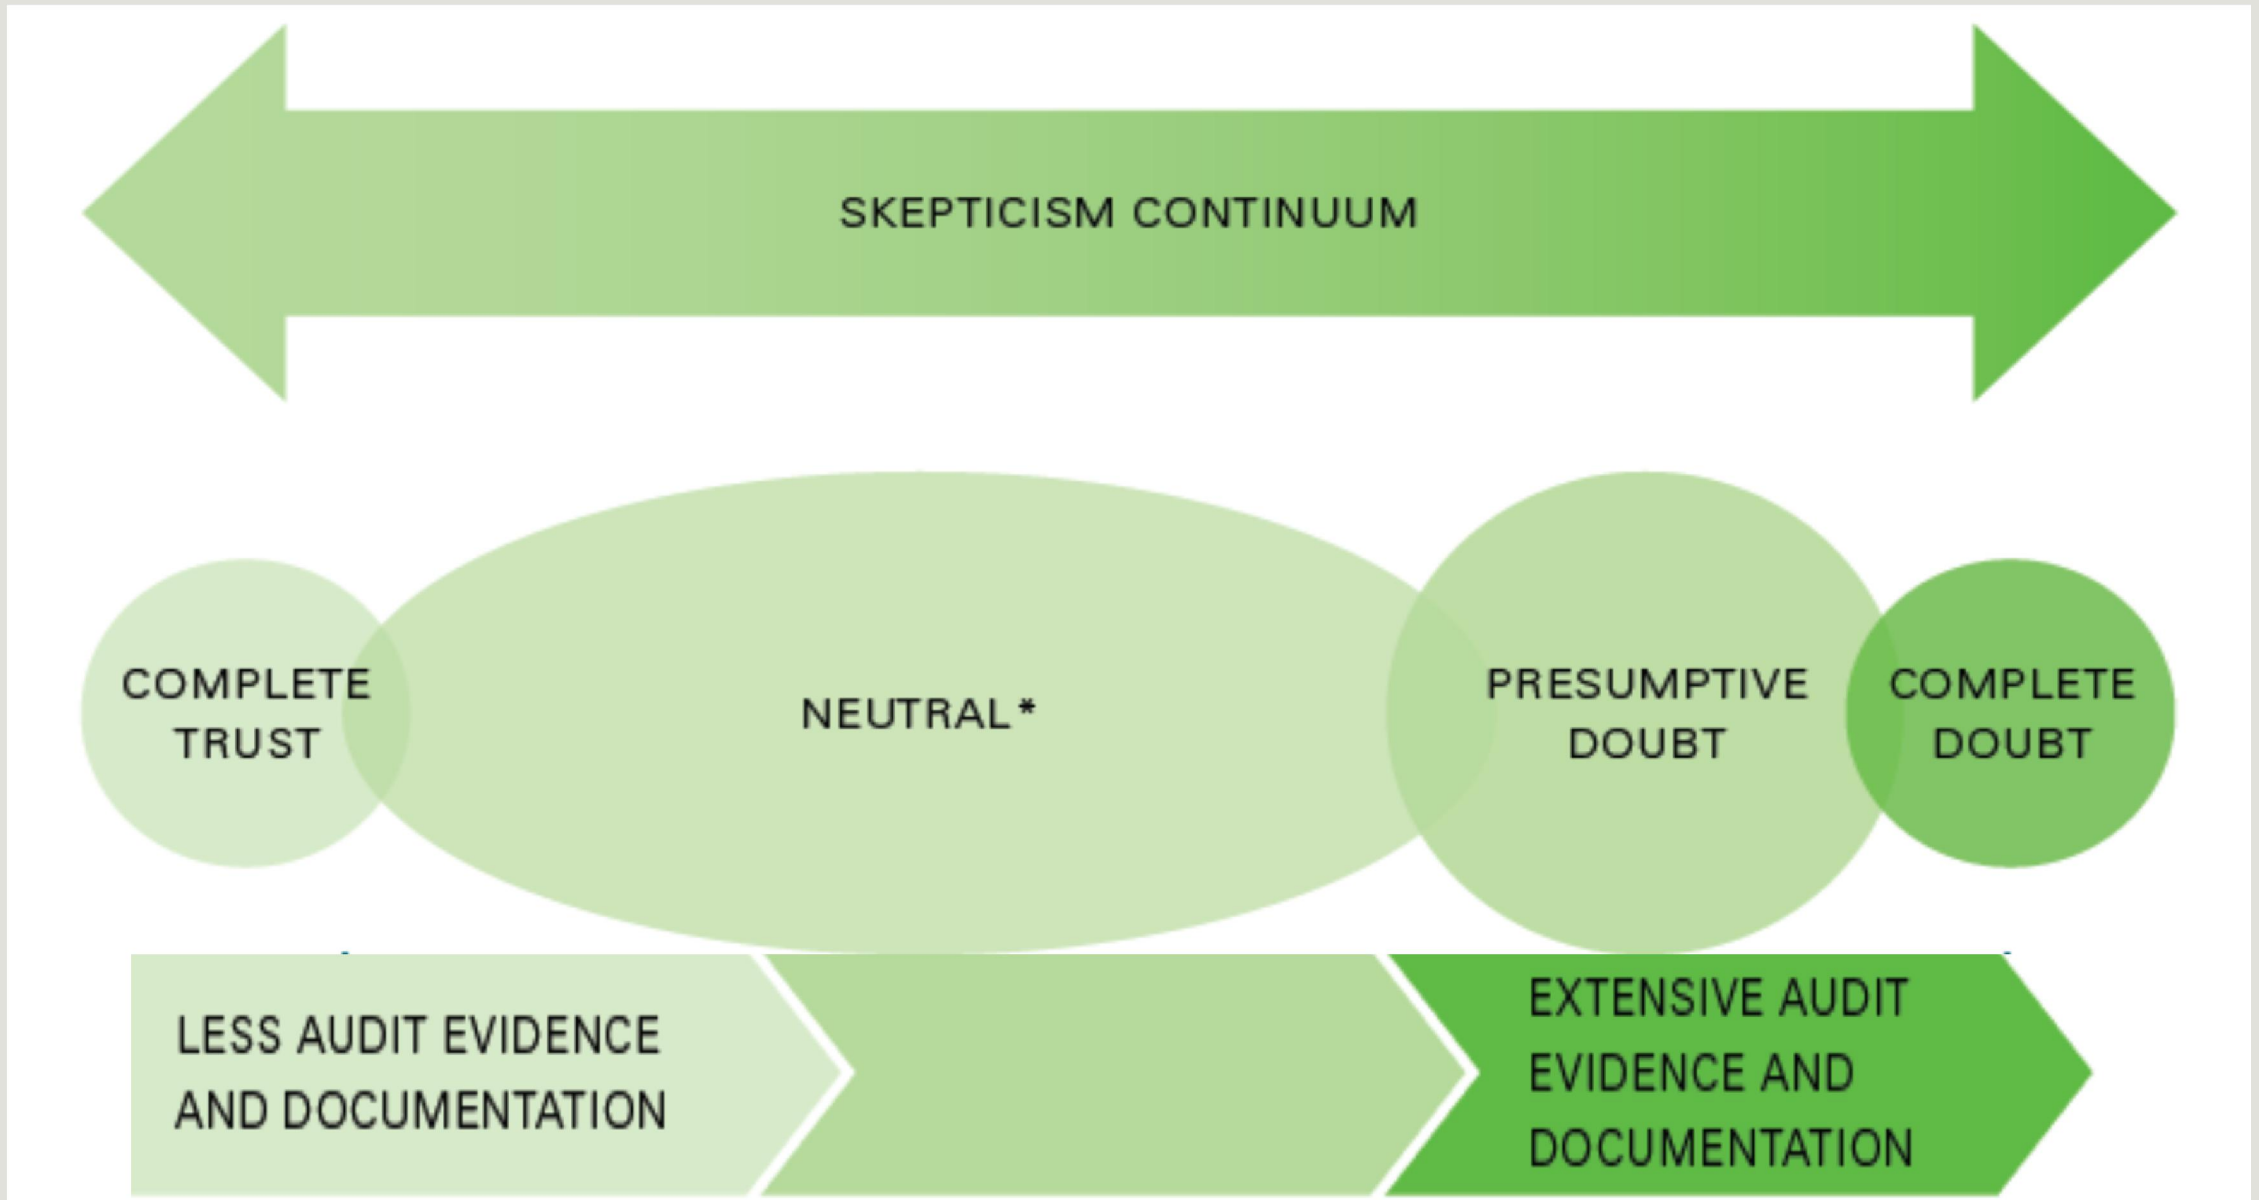 SKEPTICISM CONTINUUM
COMPLETE
TRUST
NEUTRAL*
PRESUMPTIVE
DOUBT
COMPLETE
DOUBT
LESS AUDIT EVIDENCE
AND DOCUMENTATION
EXTENSIVE AUDIT
EVIDENCE AND
DOCUMENTATION